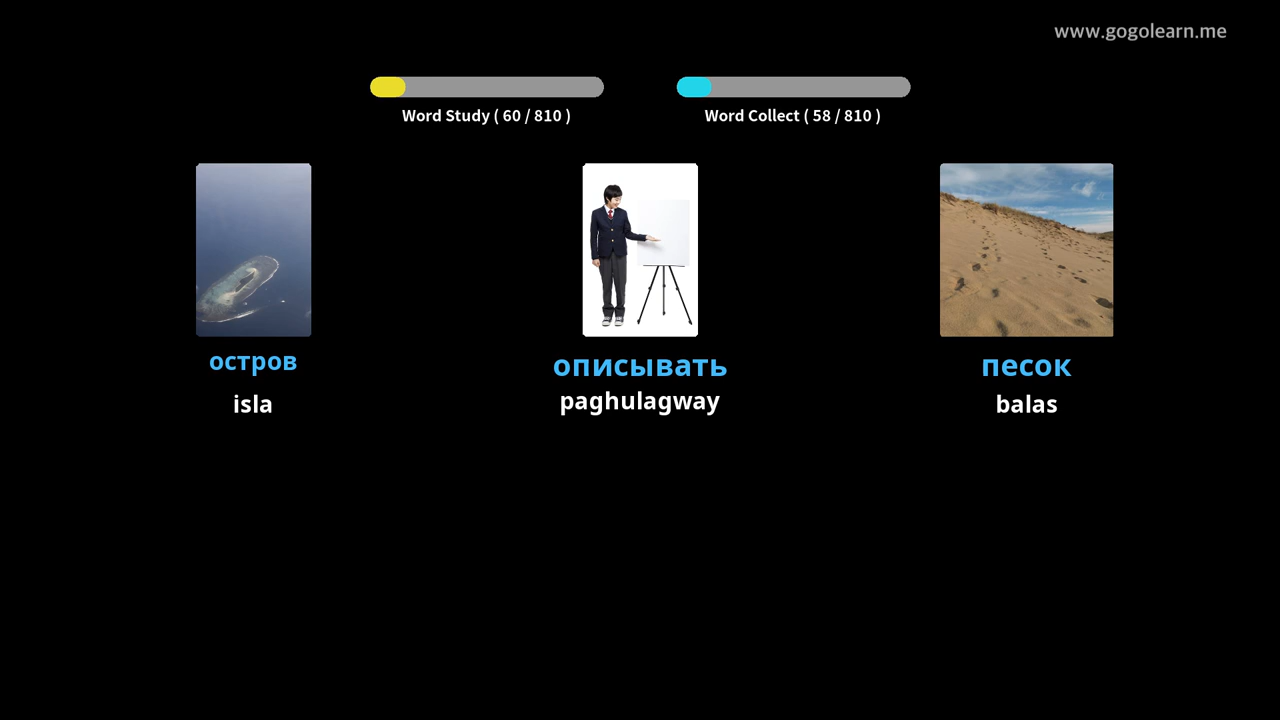 www.gogolearn.me
Word Study ( 60 / 810 )
Word Collect ( 58 / 810 )
остров
описывать
песок
isla
paghulagway
balas